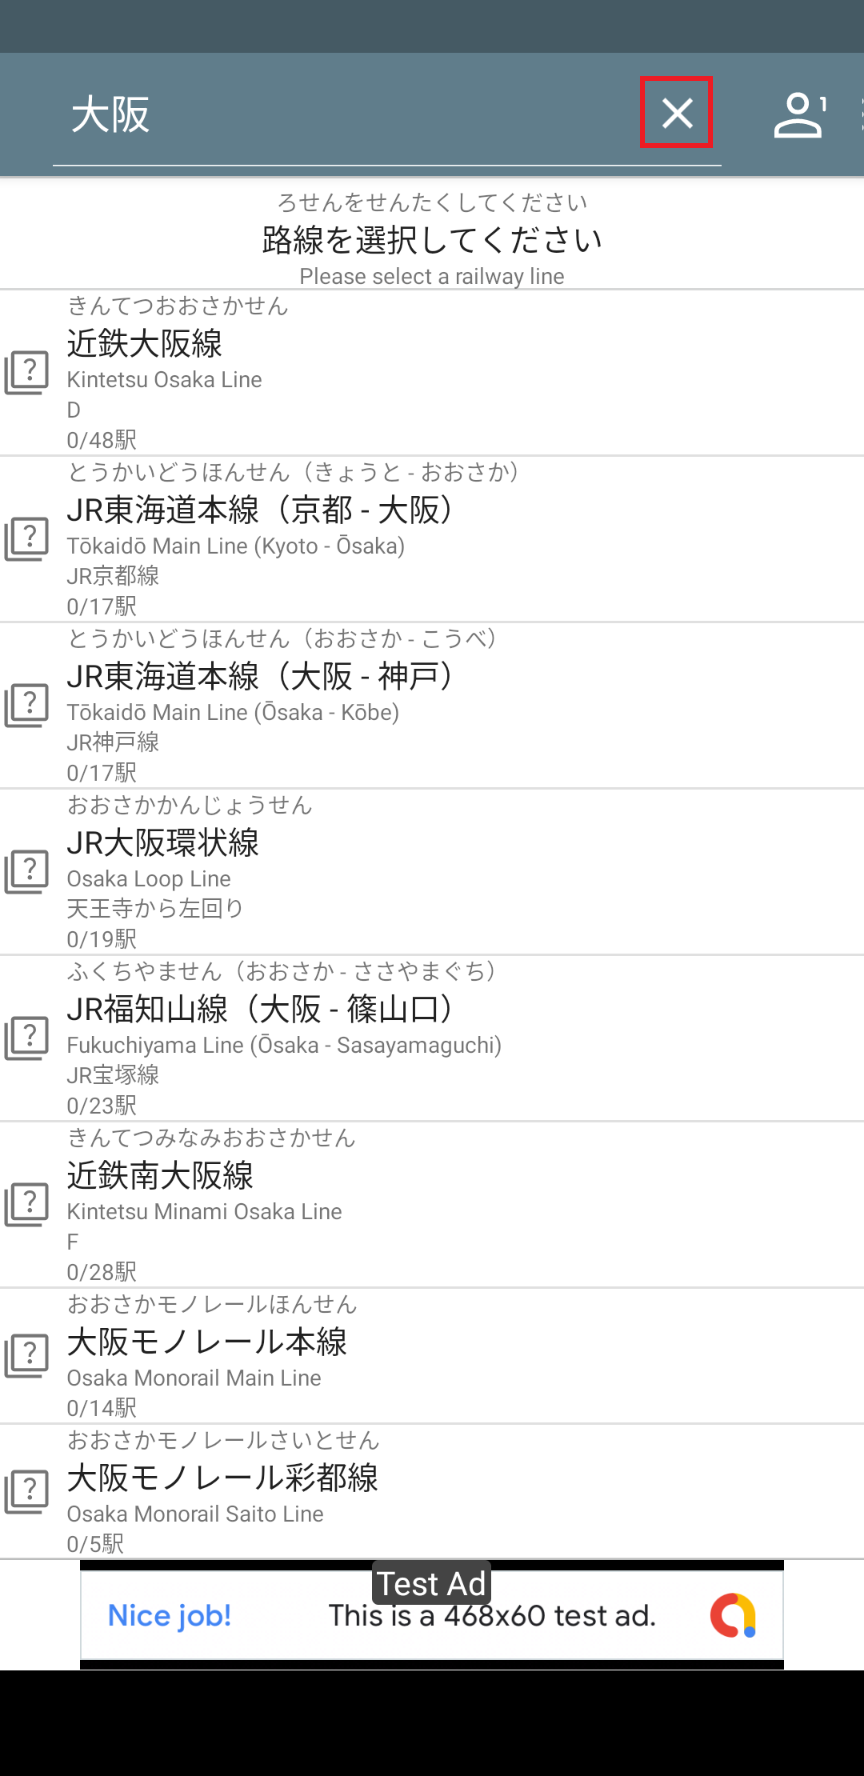 大阪
1
ろせんをせんたくしてください
路線を選択してください
Please select a railway line
きんてつおおさかせん
近鉄大阪線
Kintetsu Osaka Line
D
0/48駅
とうかいどうほんせん（きょうと - おおさか）
JR東海道本線（京都 - 大阪）
Tōkaidō Main Line (Kyoto - Ōsaka)
JR京都線
0/17駅
とうかいどうほんせん（おおさか - こうべ）
JR東海道本線（大阪 - 神戸）
Tōkaidō Main Line (Ōsaka - Kōbe)
JR神戸線
0/17駅
おおさかかんじょうせん
JR大阪環状線
Osaka Loop Line
天王寺から左回り
0/19駅
ふくちやません（おおさか - ささやまぐち）
JR福知山線（大阪 - 篠山口）
Fukuchiyama Line (Ōsaka - Sasayamaguchi)
JR宝塚線
0/23駅
きんてつみなみおおさかせん
近鉄南大阪線
Kintetsu Minami Osaka Line
F
0/28駅
おおさかモノレールほんせん
大阪モノレール本線
Osaka Monorail Main Line
0/14駅
おおさかモノレールさいとせん
大阪モノレール彩都線
Osaka Monorail Saito Line
0/5駅
Test Ad
Nice job! This is a 468x60 test ad.